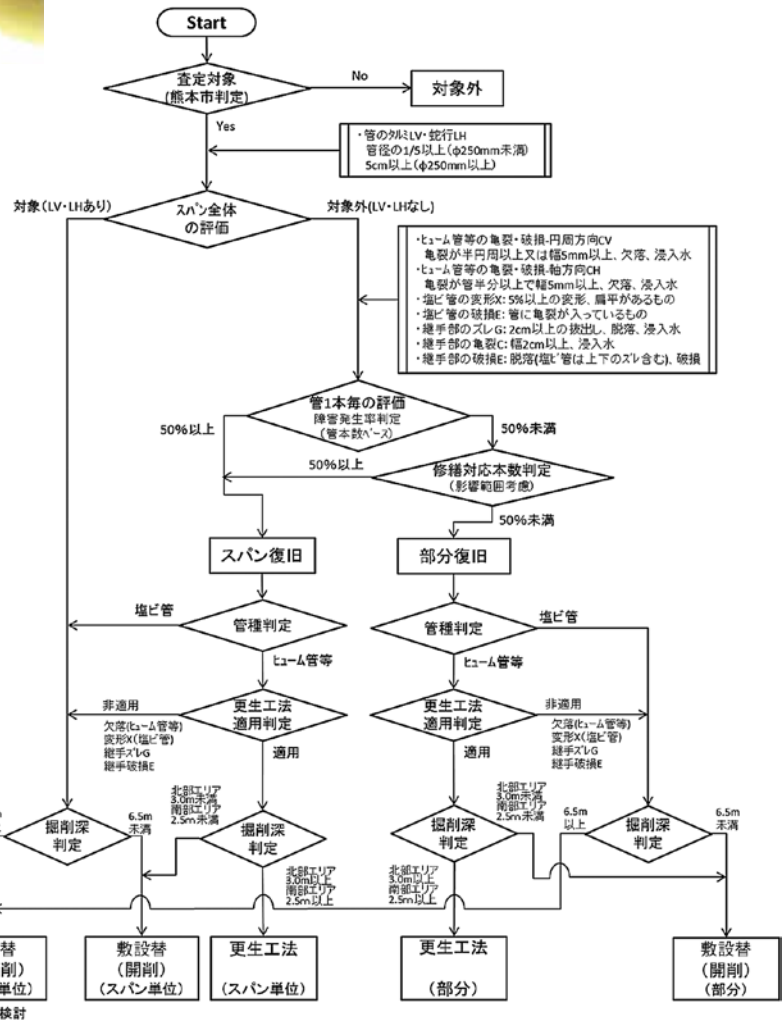 Start
査定対象
(熊本市判定)
No
対象外
Yes
・管のタルミLV・蛇行LH
管径の1/5以上(φ250mm未満)
5cm以上(φ250mm以上)
対象(LV・LHあり)
スパン全体
の評価
対象外(LV・LHなし)
・ヒューム管等の亀裂・破損-円周方向CV
亀裂が半円周以上又は幅5mm以上、欠落、浸入水
・ヒューム管等の亀裂・破損-軸方向CH
亀裂が管半分以上で幅5mm以上、欠落、浸入水
・塩ビ管の変形X: 5%以上の変形、扁平があるもの
・塩ビ管の破損E: 管に亀裂が入っているもの
・継手部のズレG: 2cm以上の抜出し、脱落、浸入水
・継手部の亀裂C: 幅2cm以上、浸入水
・継手部の破損E: 脱落(塩ビ管は上下のズレ含む)、破損
管1本毎の評価
障害発生率判定
(管本数ベース)
50%以上
50%未満
50%以上
修繕対応本数判定
(影響範囲考慮)
50%未満
スパン復旧
部分復旧
塩ビ管
管種判定
管種判定
塩ビ管
ヒューム管等
ヒューム管等
非適用
欠落(ヒューム管等)
変形X(塩ビ管)
継手ズレG
継手破損E
更生工法
適用判定
適用
更生工法
適用判定
適用
非適用
欠落(ヒューム管等)
変形X(塩ビ管)
継手ズレG
継手破損E
掘削深
判定
6.5m
未満
北部エリア
3.0m未満
南部エリア
2.5m未満
掘削深
判定
北部エリア
3.0m以上
南部エリア
2.5m以上
掘削深
判定
北部エリア
3.0m未満
南部エリア
2.5m未満
北部エリア
3.0m以上
南部エリア
2.5m以上
6.5m
以上
掘削深
判定
6.5m
未満
替
削)
単位)
検討
敷設替
(開削)
(スパン単位)
更生工法
(スパン単位)
更生工法
(部分)
敷設替
(開削)
(部分)